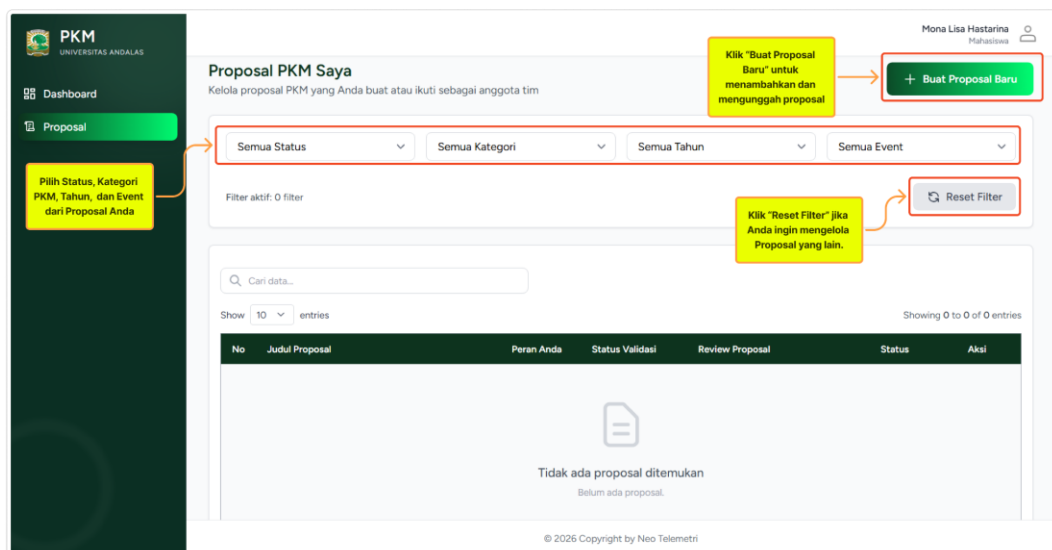 PKM
UNIVERSITAS ANDALAS
Mona Lisa Hastarina
Mahasiswa
Dashboard
Proposal
Pilih Status, Kategori
PKM, Tahun, dan Event
dari Proposal Anda
Proposal PKM Saya
Kelola proposal PKM yang Anda buat atau ikuti sebagai anggota tim
Klik "Buat Proposal
Baru" untuk
menambahkan dan
mengunggah proposal
+ Buat Proposal Baru
Semua Status
Semua Kategori
Semua Tahun
Semua Event
Filter aktif: 0 filter
Klik "Reset Filter" jika
Anda ingin mengelola
Proposal yang lain.
Reset Filter
Cari data...
Show 10 entries
Showing 0 to 0 of 0 entries
No Judul Proposal Peran Anda Status Validasi Review Proposal Status Aksi
Tidak ada proposal ditemukan
Belum ada proposal.
© 2026 Copyright by Neo Telemetri